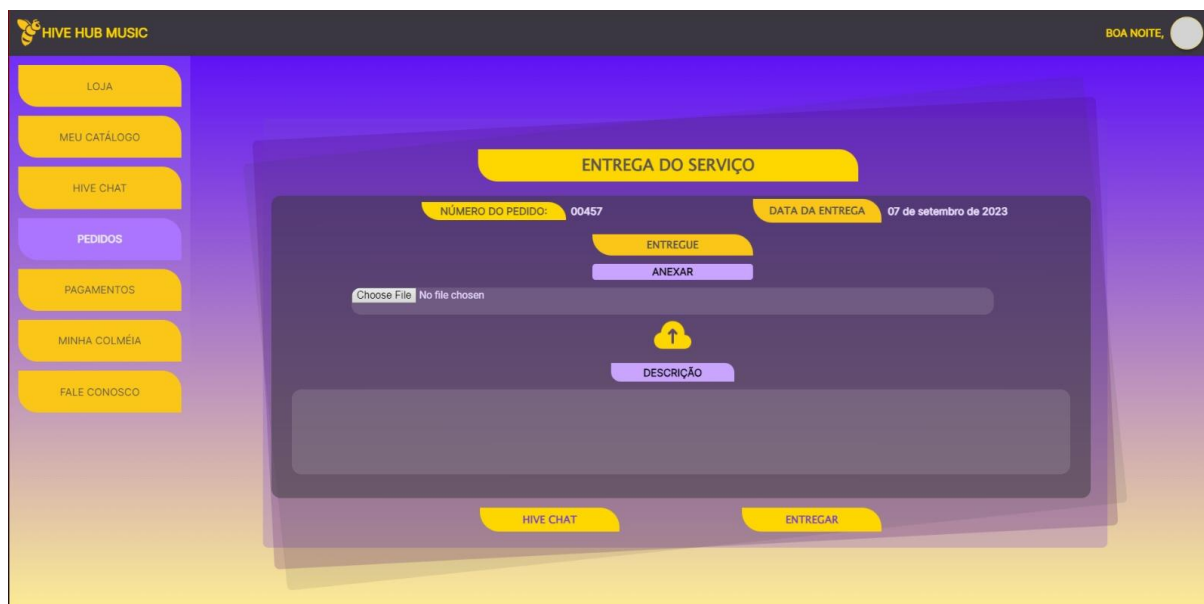 HIVE HUB MUSIC
BOA NOITE,
LOJA
MEU CATÁLOGO
HIVE CHAT
PEDIDOS
PAGAMENTOS
MINHA COLMÉIA
FALE CONOSCO
ENTREGA DO SERVIÇO
NÚMERO DO PEDIDO: 00457
DATA DA ENTREGA 07 de setembro de 2023
ENTREGUE
ANEXAR
Choose File No file chosen
DESCRIÇÃO
HIVE CHAT
ENTREGAR